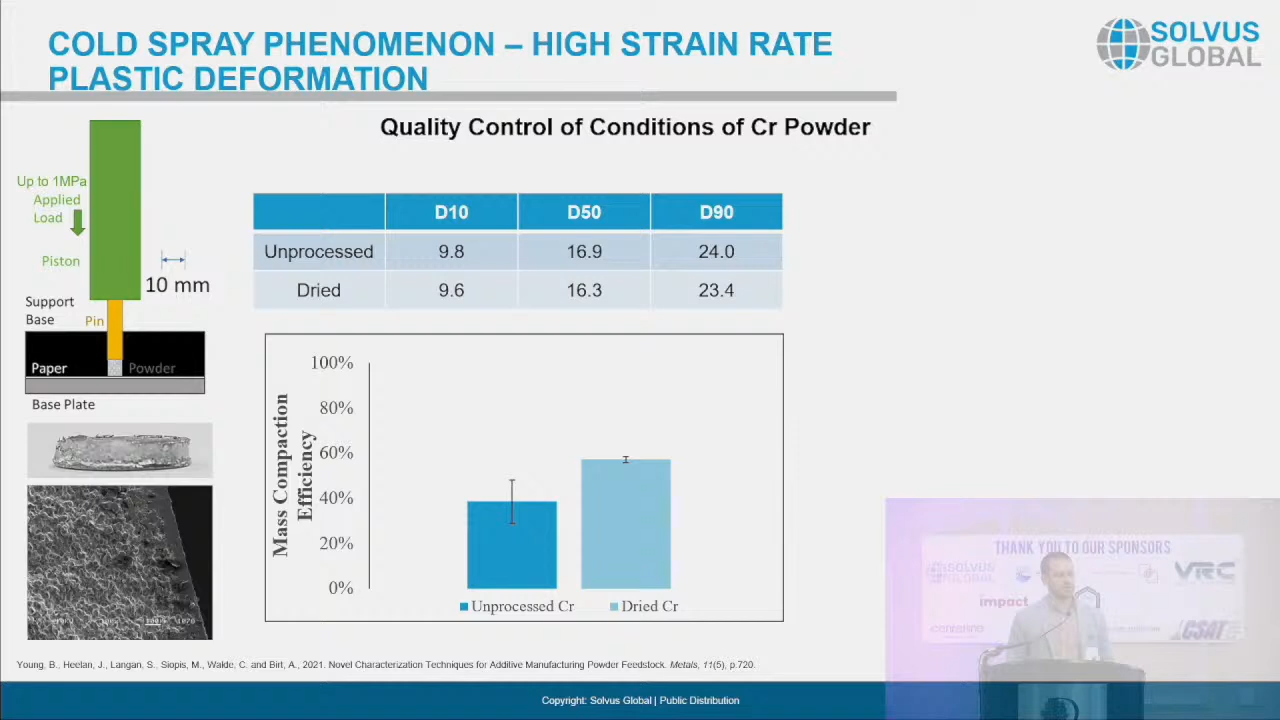 COLD SPRAY PHENOMENON – HIGH STRAIN RATE
PLASTIC DEFORMATION
SOLVUS
GLOBAL
Quality Control of Conditions of Cr Powder
Up to 1MPa
Applied
Load
Piston
10 mm
Support
Base
Pin
Paper
Powder
Base Plate
D10 D50 D90
Unprocessed 9.8 16.9 24.0
Dried 9.6 16.3 23.4
Mass Compaction
Efficiency
100%
80%
60%
40%
20%
0%
Unprocessed Cr Dried Cr
THANK YOU TO OUR SPONSORS
SOLVUS
GLOBAL
VRC
impact
centerline
CSAT
Young, B., Heelan, J., Langan, S., Siopis, M., Walde, C. and Birt, A., 2021. Novel Characterization Techniques for Additive Manufacturing Powder Feedstock. Metals, 11(5), p.720.
Copyright: Solvus Global | Public Distribution